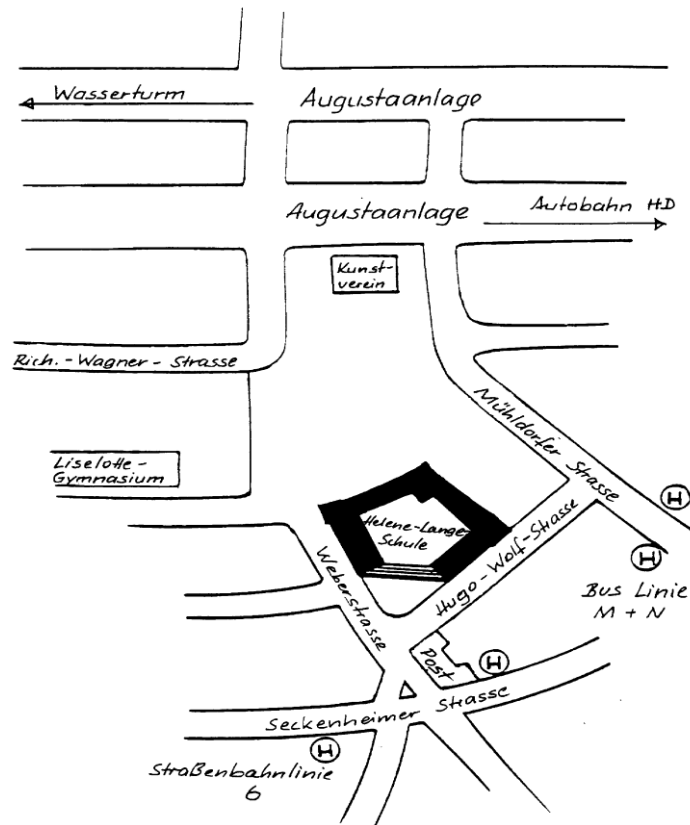 Wasserturm
Augustaanlage
Augustaanlage
Autobahn HD
Kunst-
verein
Rich.-Wagner-Strasse
Mühldorfer Strasse
Liselotte-
Gymnasium
H
Helene-Lange-
Schule
Hugo-Wolf-Strasse
H
Weberstrasse
Bus Linie
M + N
Post
H
Seckenheimer Strasse
H
Straßenbahnlinie
6